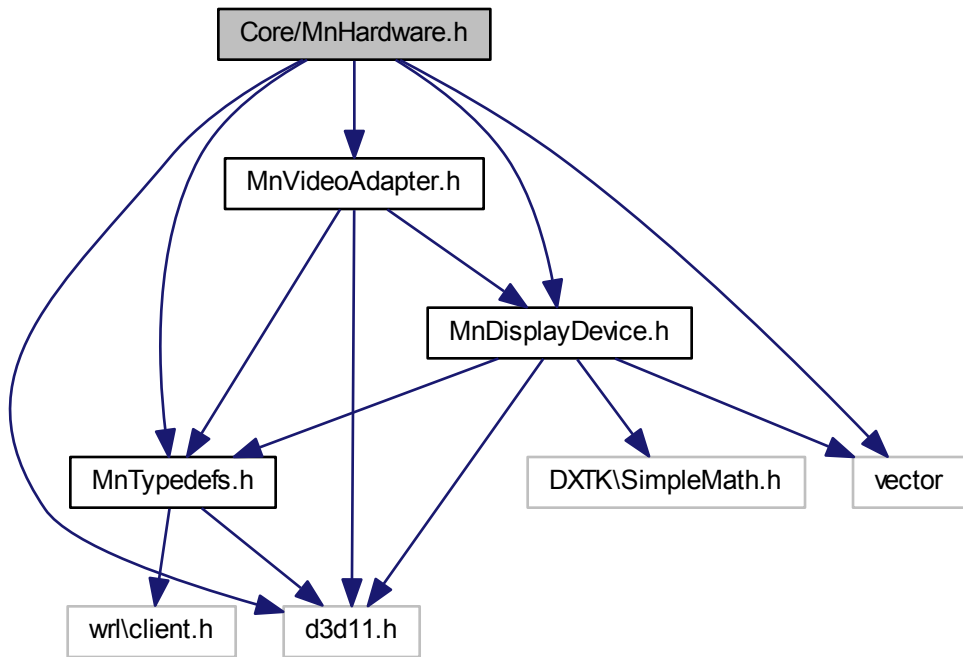 Core/MnHardware.h
MnVideoAdapter.h
MnDisplayDevice.h
MnTypedefs.h
DXTK\SimpleMath.h
vector
wrl\client.h
d3d11.h